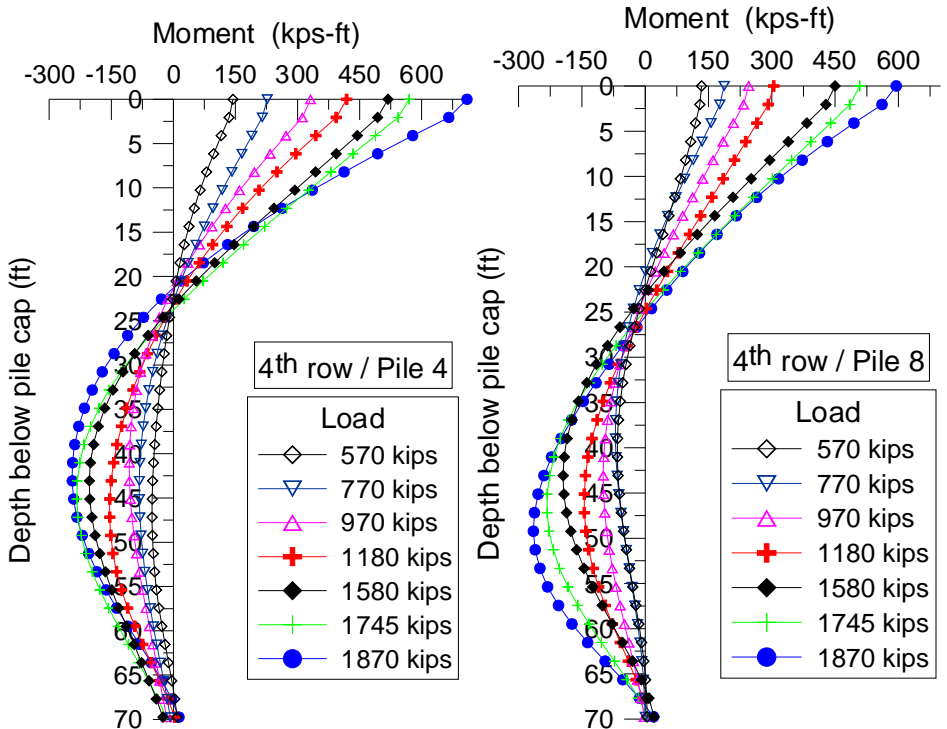 Moment (kps-ft)
-300 -150 0 150 300 450 600
0
5
10
15
20
25
30
35
40
45
50
55
60
65
70
Depth below pile cap (ft)
4th row / Pile 4
Load
570 kips
770 kips
970 kips
1180 kips
1580 kips
1745 kips
1870 kips
Moment (kps-ft)
-300 -150 0 150 300 450 600
0
5
10
15
20
25
30
35
40
45
50
55
60
65
70
Depth below pile cap (ft)
4th row / Pile 8
Load
570 kips
770 kips
970 kips
1180 kips
1580 kips
1745 kips
1870 kips